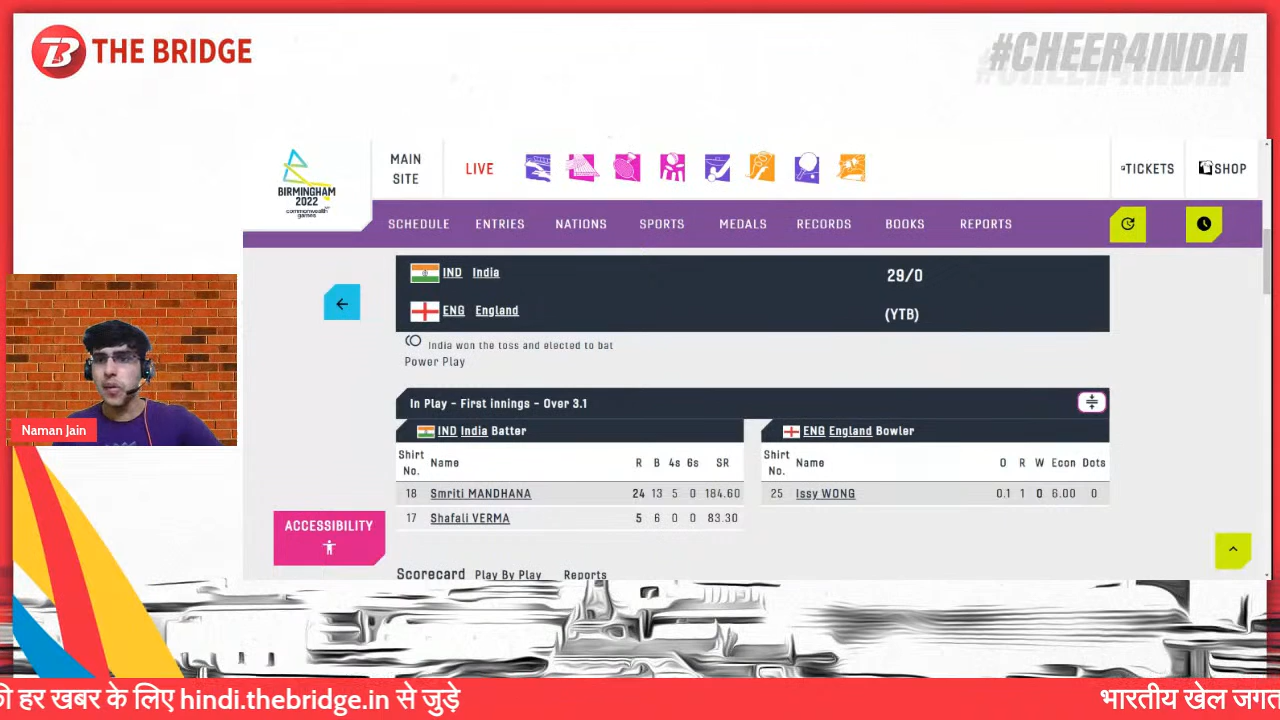 THE BRIDGE
#CHEER4INDIA
BIRMINGHAM
2022
commonwealth
games
MAIN
SITE
LIVE
TICKETS
SHOP
SCHEDULE ENTRIES NATIONS SPORTS MEDALS RECORDS BOOKS REPORTS
IND India 29/0
ENG England (YTB)
India won the toss and elected to bat
Power Play
In Play - First innings - Over 3.1
IND India Batter
Shirt No. Name R B 4s 6s SR
18 Smriti MANDHANA 24 13 5 0 184.60
17 Shafali VERMA 5 6 0 0 83.30
ENG England Bowler
Shirt No. Name O R W Econ Dots
25 Issy WONG 0.1 1 0 6.00 0
Scorecard Play By Play Reports
ACCESSIBILITY
Naman Jain
की हर खबर के लिए hindi.thebridge.in से जुड़े
भारतीय खेल जगत